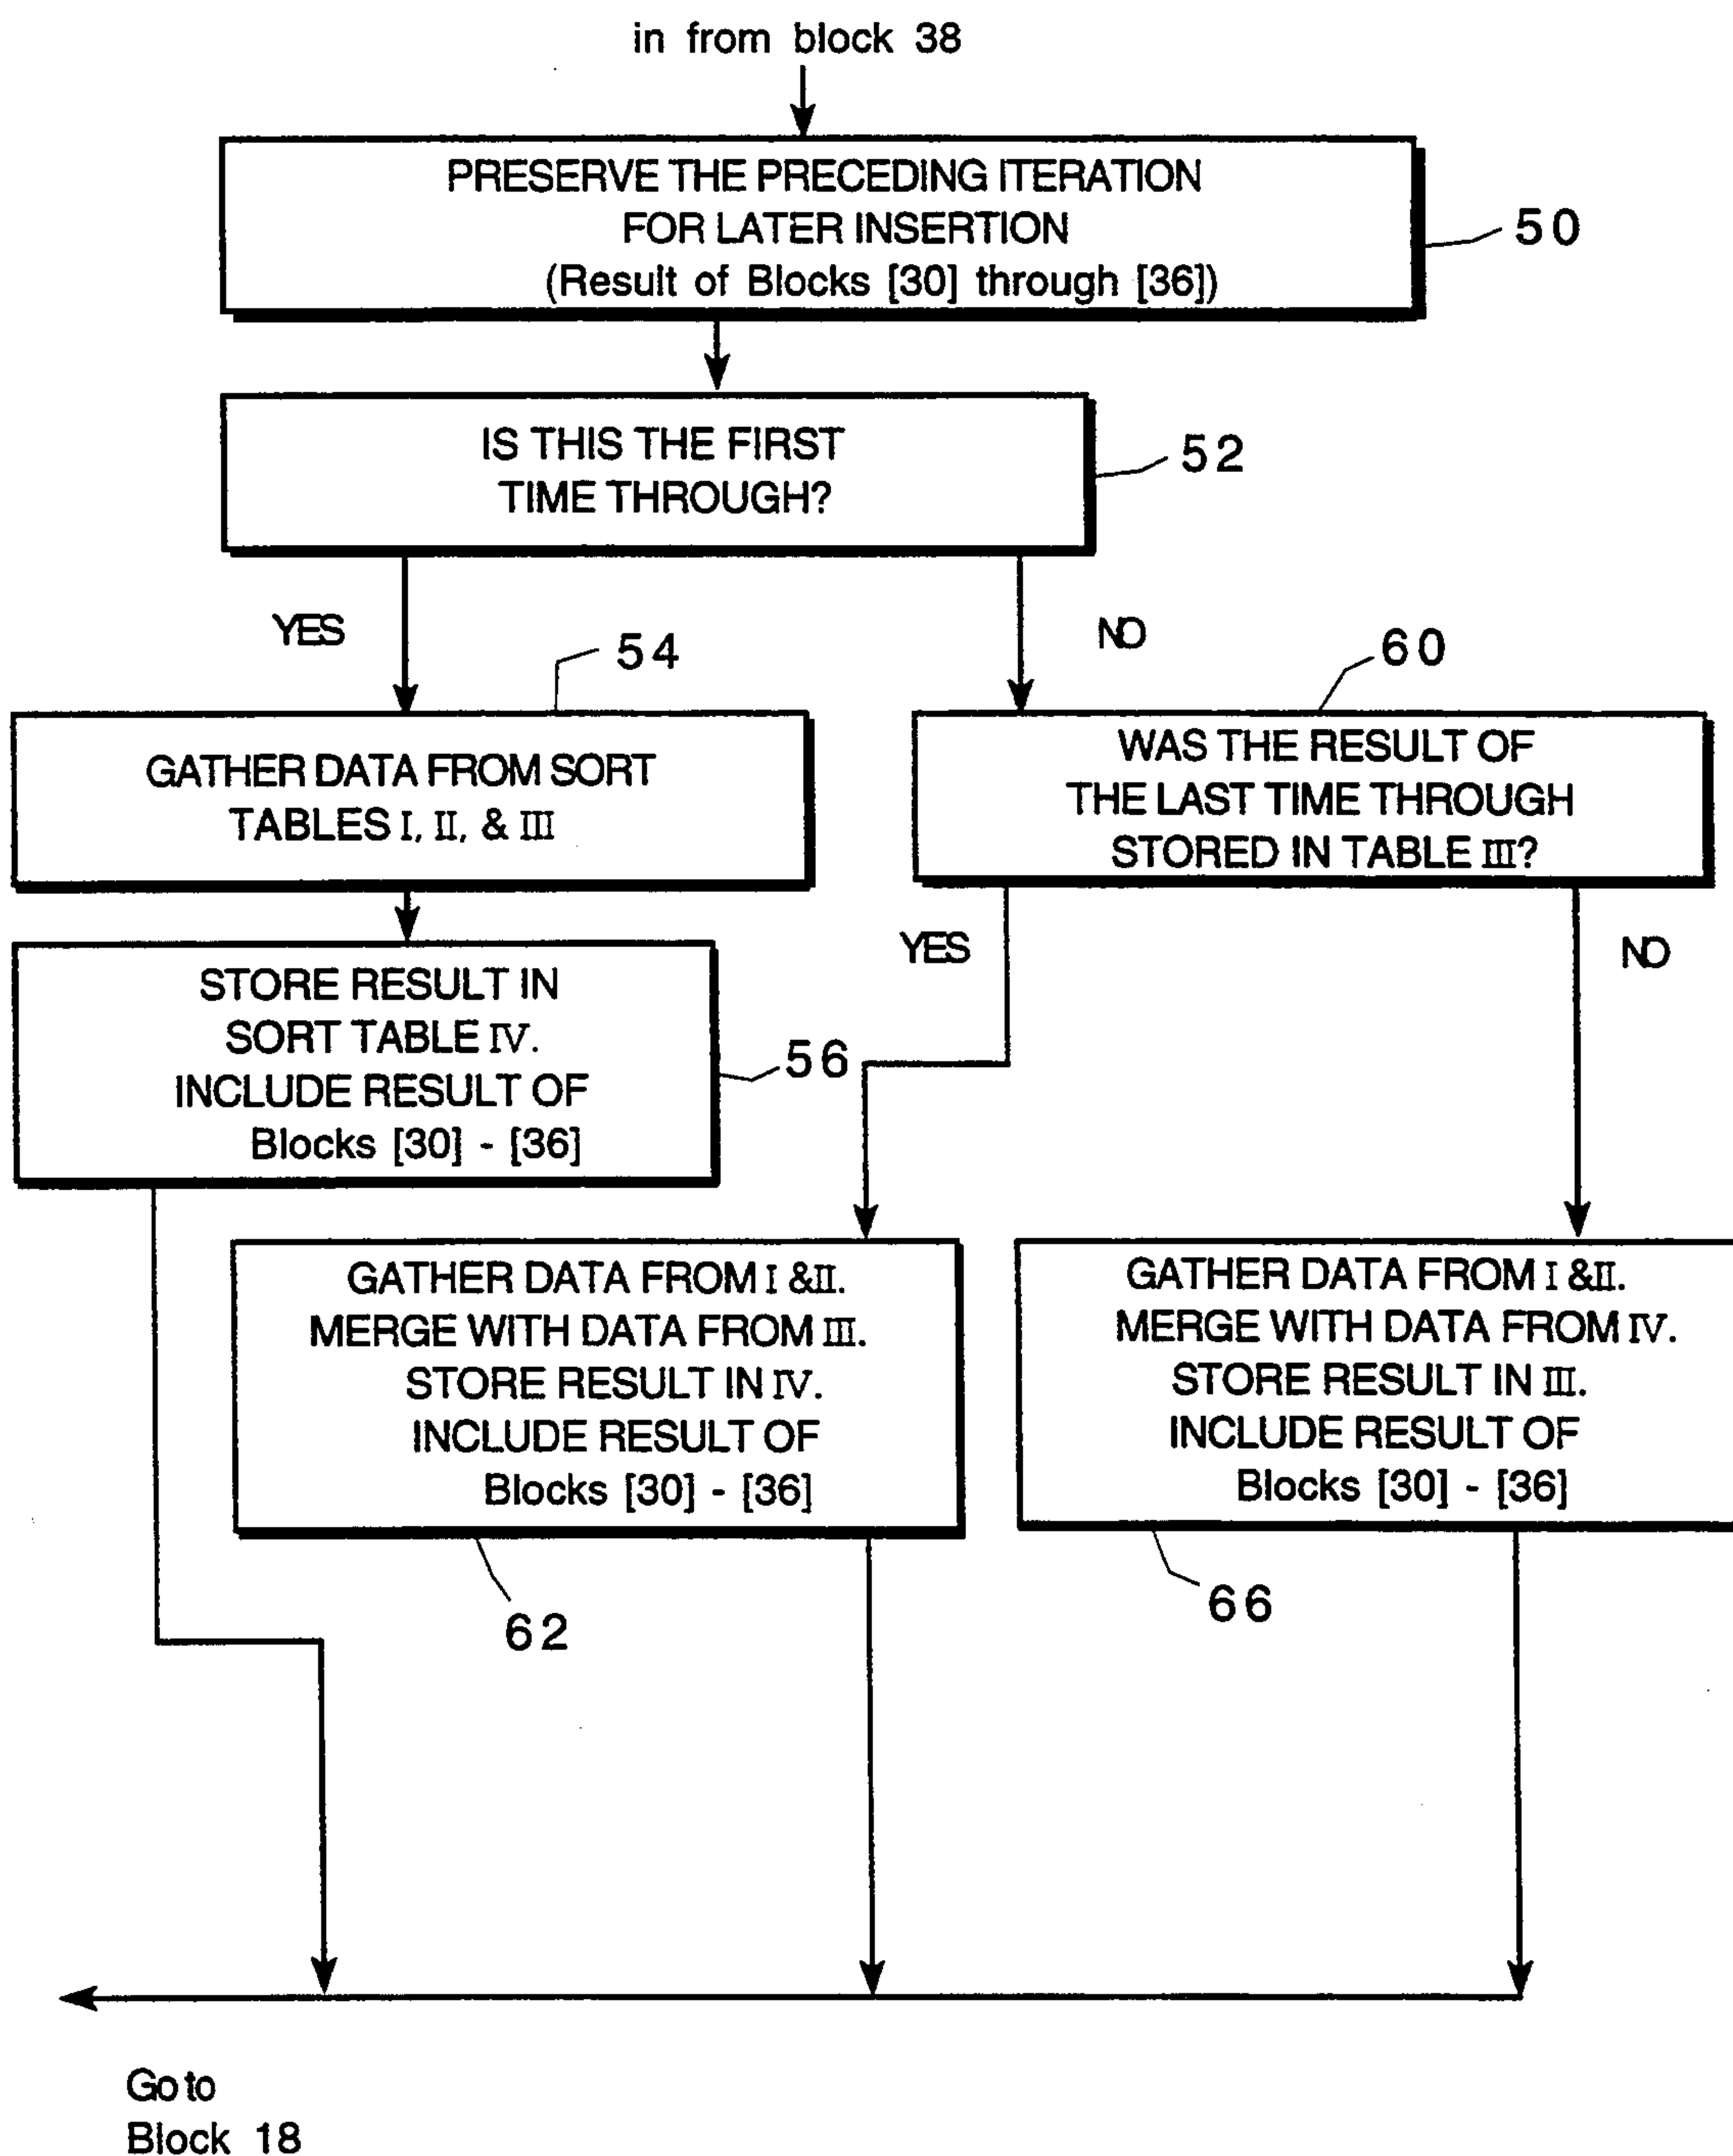 in from block 38
PRESERVE THE PRECEDING ITERATION
FOR LATER INSERTION
(Result of Blocks [30] through [36])
50
IS THIS THE FIRST
TIME THROUGH?
52
YES
NO
54
60
GATHER DATA FROM SORT
TABLES I, II, & III
WAS THE RESULT OF
THE LAST TIME THROUGH
STORED IN TABLE III?
YES
NO
STORE RESULT IN
SORT TABLE IV.
INCLUDE RESULT OF
Blocks [30] - [36]
56
GATHER DATA FROM I &II.
MERGE WITH DATA FROM III.
STORE RESULT IN IV.
INCLUDE RESULT OF
Blocks [30] - [36]
62
GATHER DATA FROM I &II.
MERGE WITH DATA FROM IV.
STORE RESULT IN III.
INCLUDE RESULT OF
Blocks [30] - [36]
66
Go to
Block 18